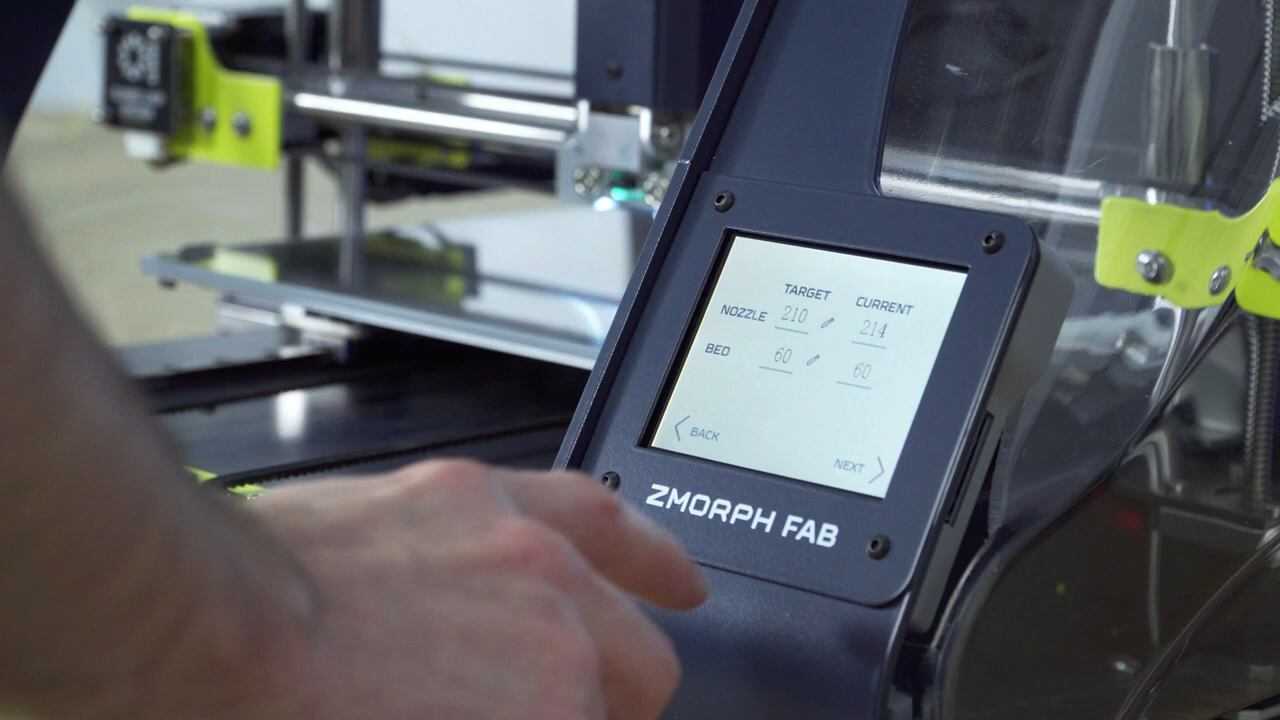 TARGET CURRENT
NOZZLE 210 214
BED 60 60
BACK
NEXT
ZMORPH FAB